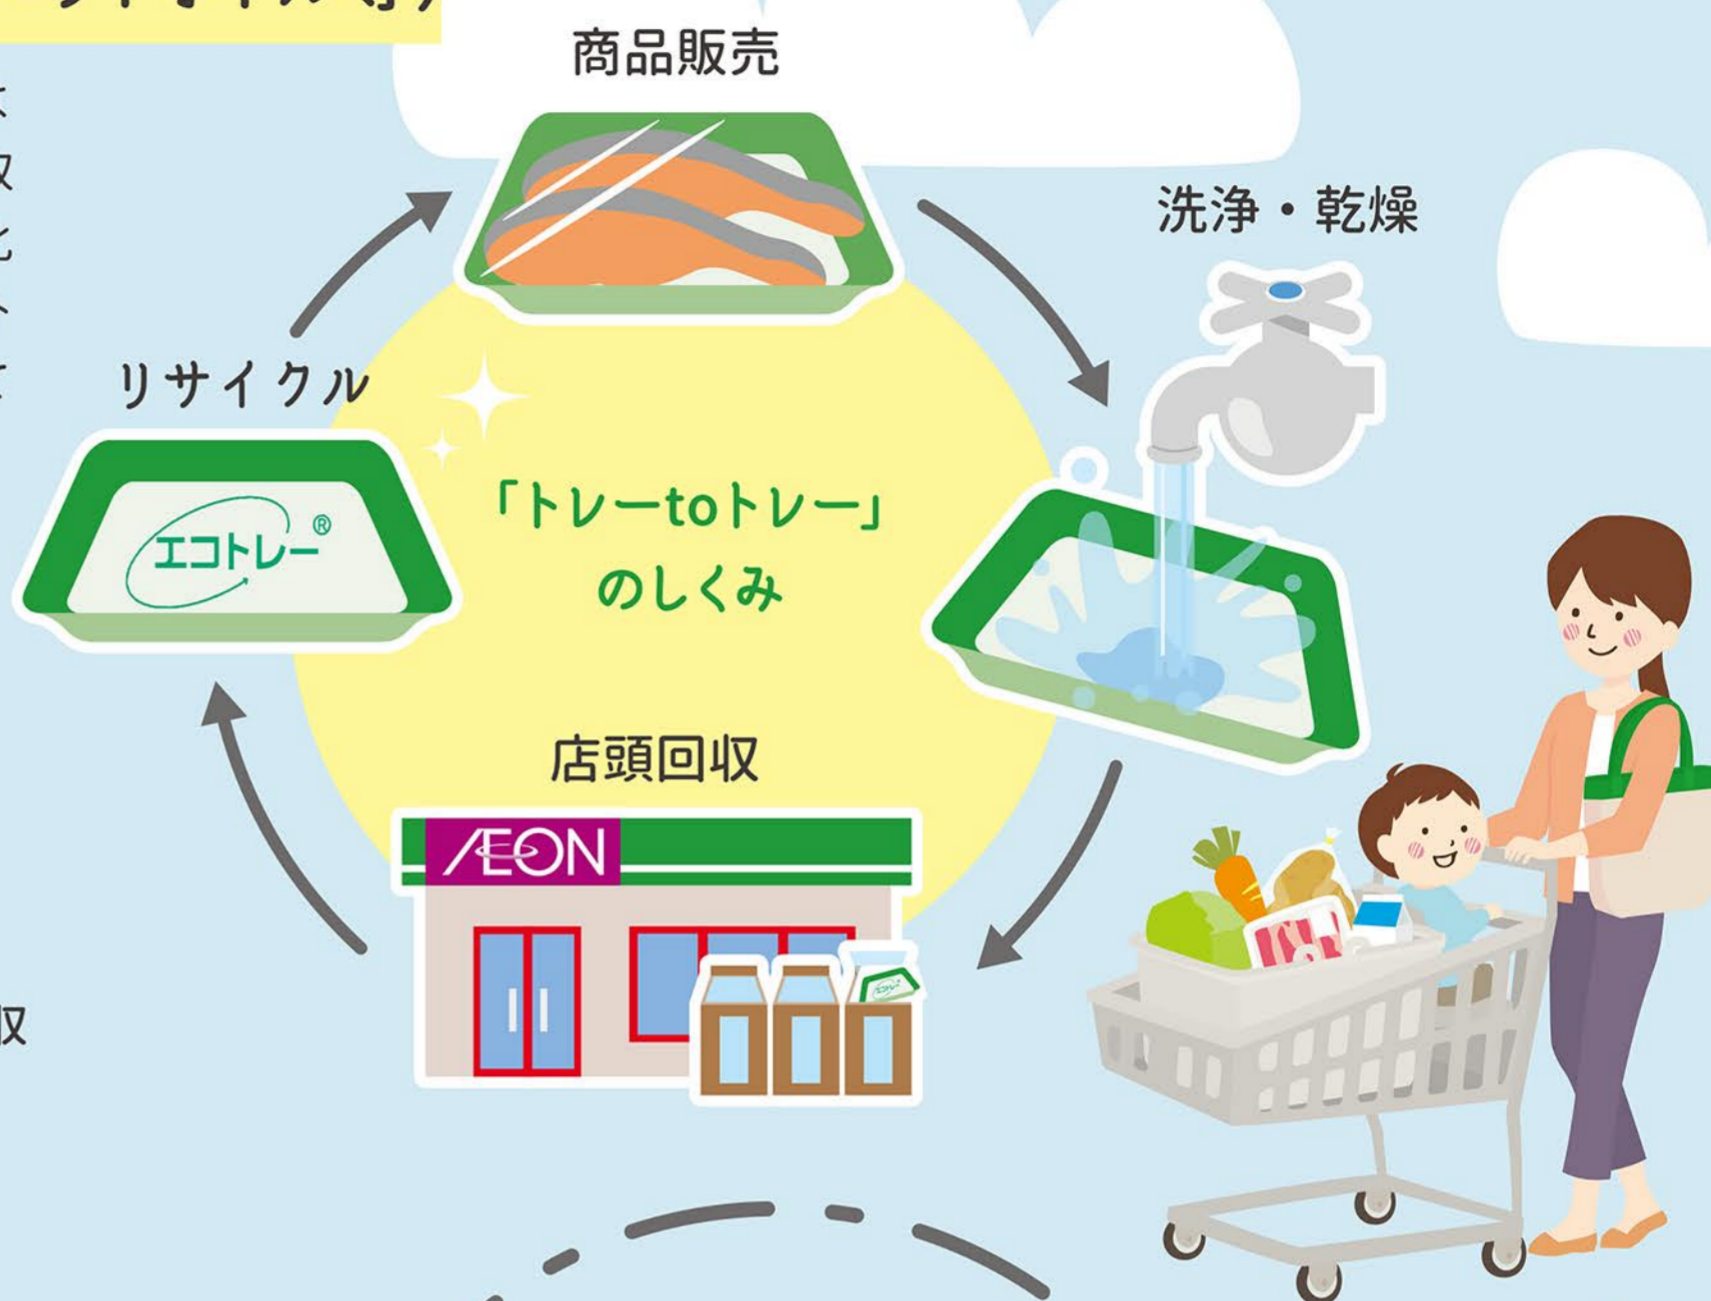 商品販売
洗浄・乾燥
リサイクル
エコトレー®
「トレーtoトレー」
のしくみ
店頭回収
ÆON